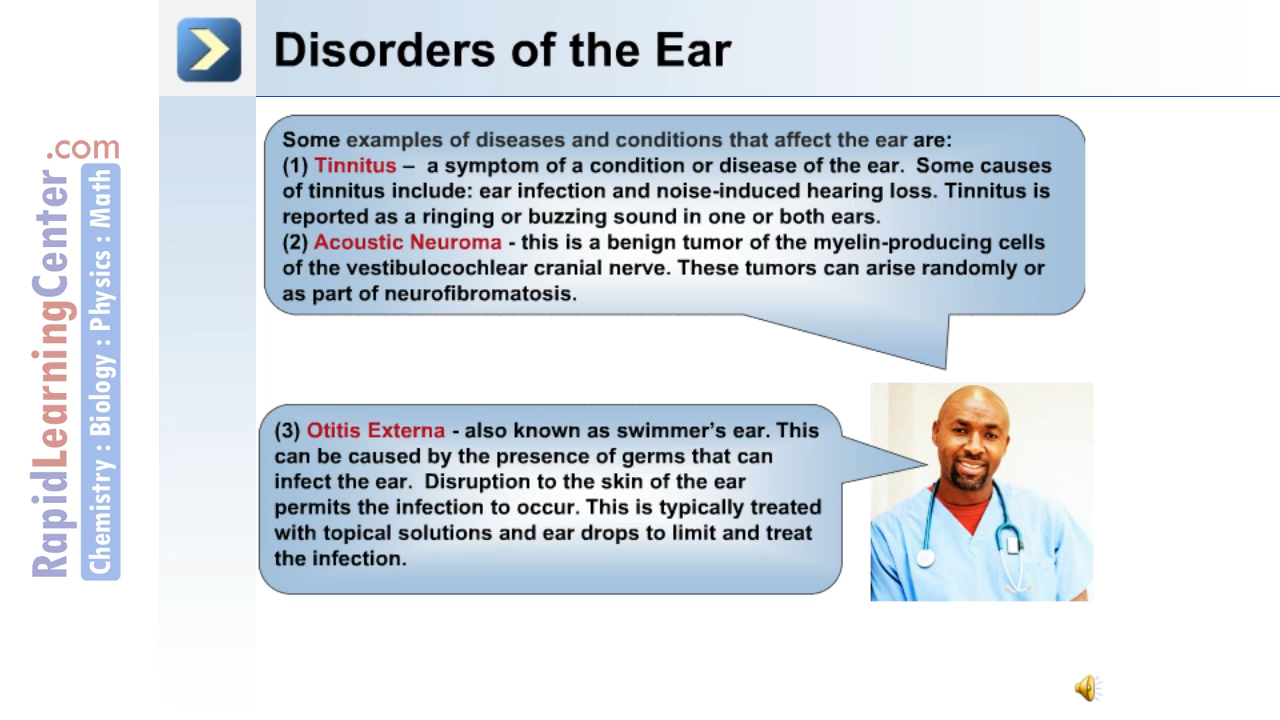 Disorders of the Ear
Some examples of diseases and conditions that affect the ear are:
(1) Tinnitus – a symptom of a condition or disease of the ear. Some causes
of tinnitus include: ear infection and noise-induced hearing loss. Tinnitus is
reported as a ringing or buzzing sound in one or both ears.
(2) Acoustic Neuroma - this is a benign tumor of the myelin-producing cells
of the vestibulocochlear cranial nerve. These tumors can arise randomly or
as part of neurofibromatosis.
(3) Otitis Externa - also known as swimmer’s ear. This
can be caused by the presence of germs that can
infect the ear. Disruption to the skin of the ear
permits the infection to occur. This is typically treated
with topical solutions and ear drops to limit and treat
the infection.
RapidLearningCenter.com
Chemistry : Biology : Physics : Math